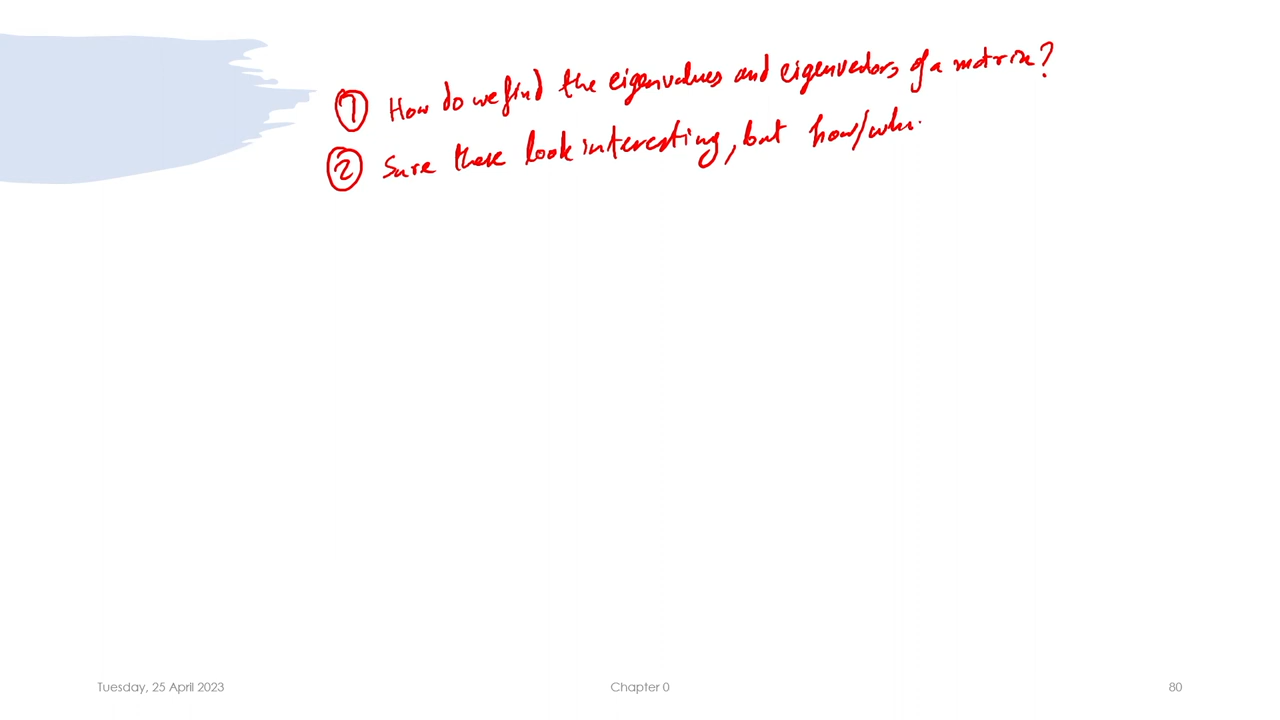 ① How do we find the eigenvalues and eigenvectors of a matrix?
② Sure these look interesting, but how/whe
Tuesday, 25 April 2023
Chapter 0
80